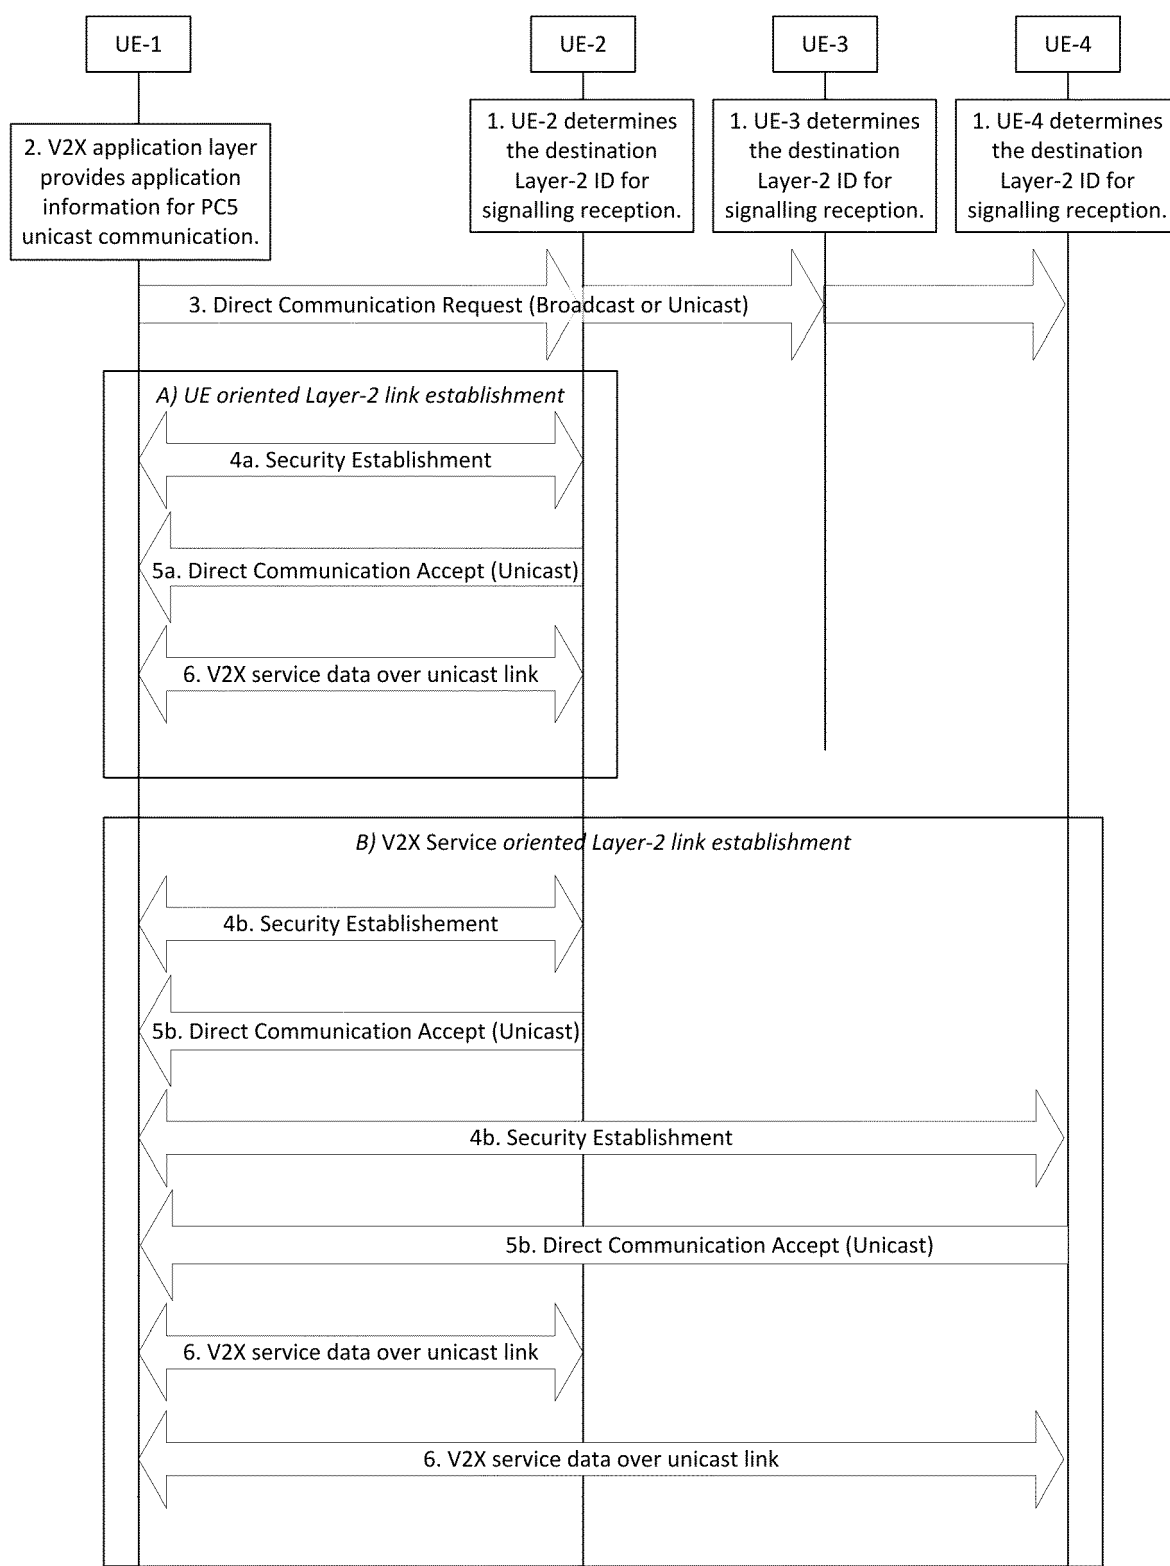 UE-1
UE-2
UE-3
UE-4
2. V2X application layer
provides application
information for PC5
unicast communication.
1. UE-2 determines
the destination
Layer-2 ID for
signalling reception.
1. UE-3 determines
the destination
Layer-2 ID for
signalling reception.
1. UE-4 determines
the destination
Layer-2 ID for
signalling reception.
3. Direct Communication Request (Broadcast or Unicast)
A) UE oriented Layer-2 link establishment
4a. Security Establishment
5a. Direct Communication Accept (Unicast)
6. V2X service data over unicast link
B) V2X Service oriented Layer-2 link establishment
4b. Security Establishement
5b. Direct Communication Accept (Unicast)
4b. Security Establishment
5b. Direct Communication Accept (Unicast)
6. V2X service data over unicast link
6. V2X service data over unicast link